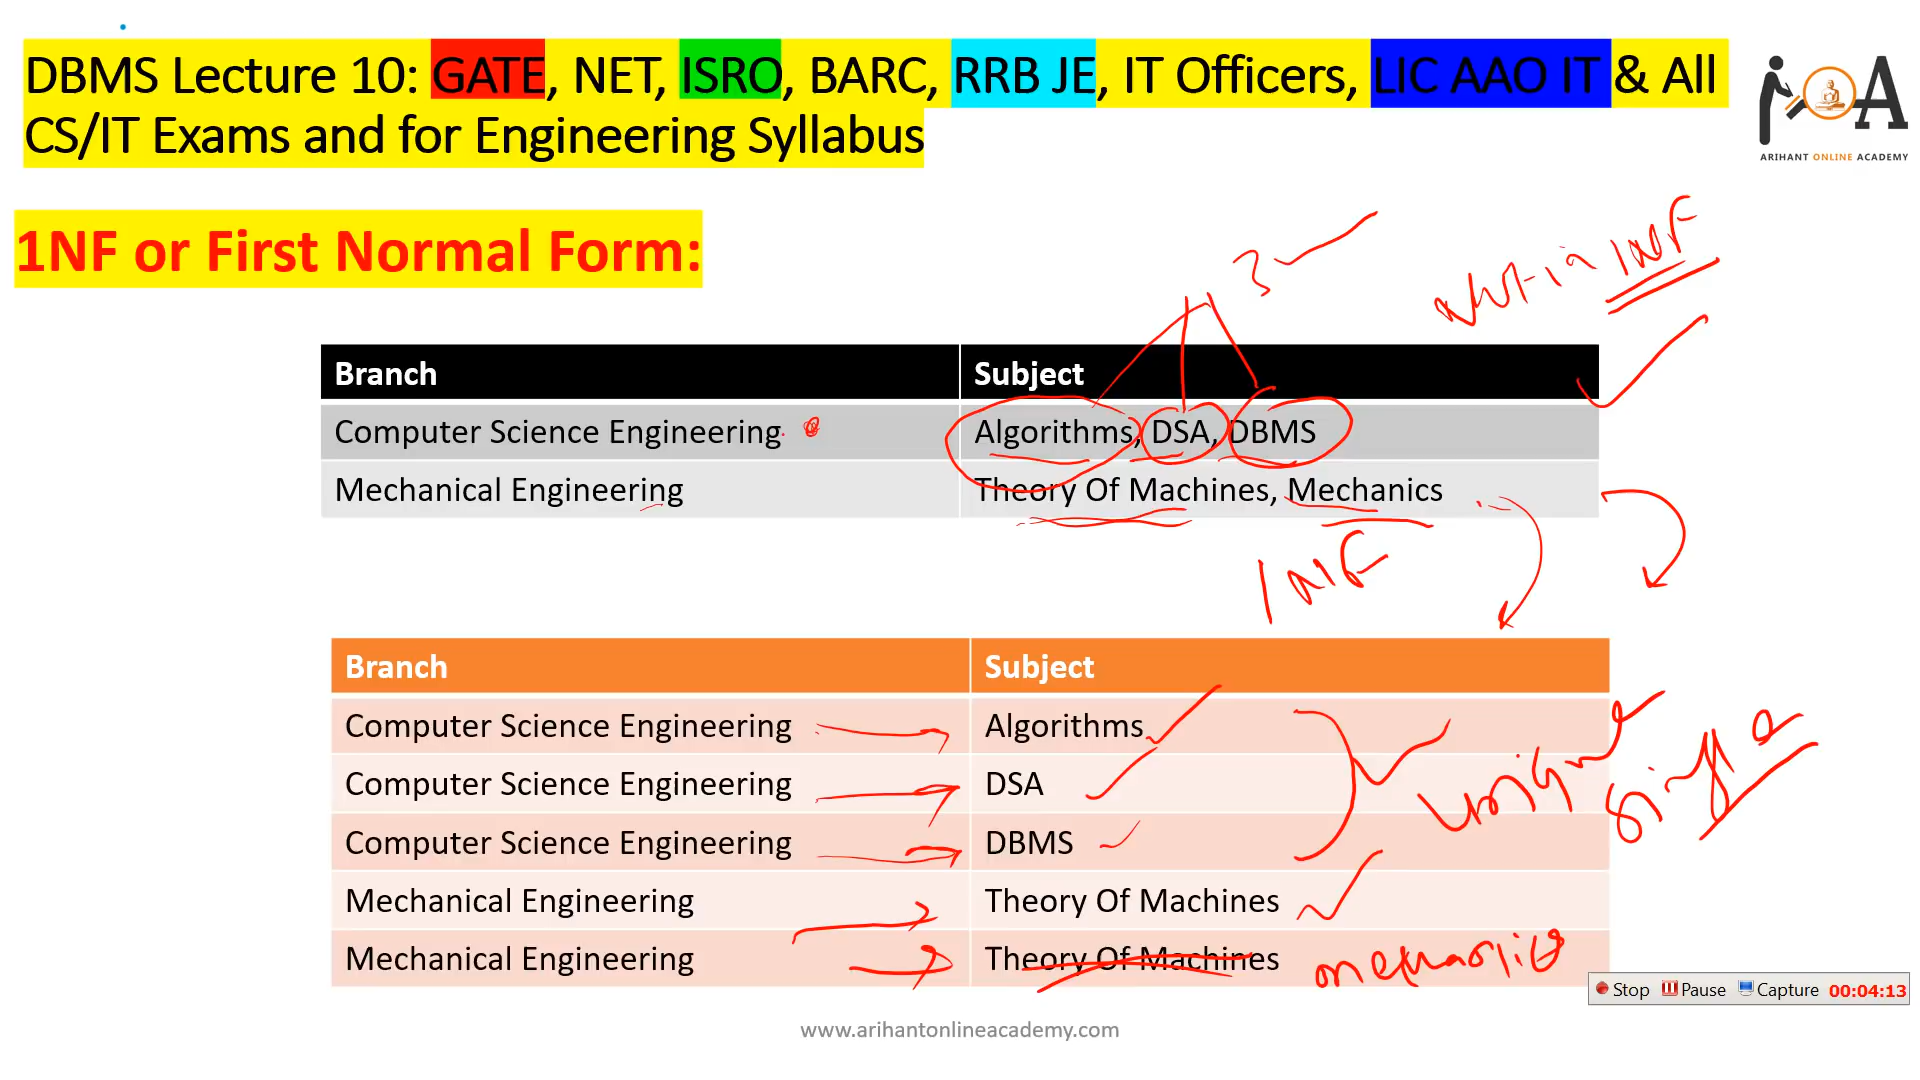 DBMS Lecture 10: GATE, NET, ISRO, BARC, RRB JE, IT Officers, LIC AAO IT & All
CS/IT Exams and for Engineering Syllabus
ARIHANT ONLINE ACADEMY
1NF or First Normal Form:
3
Not in 1NF
Branch Subject
Computer Science Engineering Algorithms, DSA, DBMS
Mechanical Engineering Theory Of Machines, Mechanics
1NF
Branch Subject
Computer Science Engineering Algorithms
Computer Science Engineering DSA
Computer Science Engineering DBMS
unique
single
Mechanical Engineering Theory Of Machines
Mechanical Engineering Theory Of Machines mechanics
Stop Pause Capture 00:04:13
www.arihantonlineacademy.com